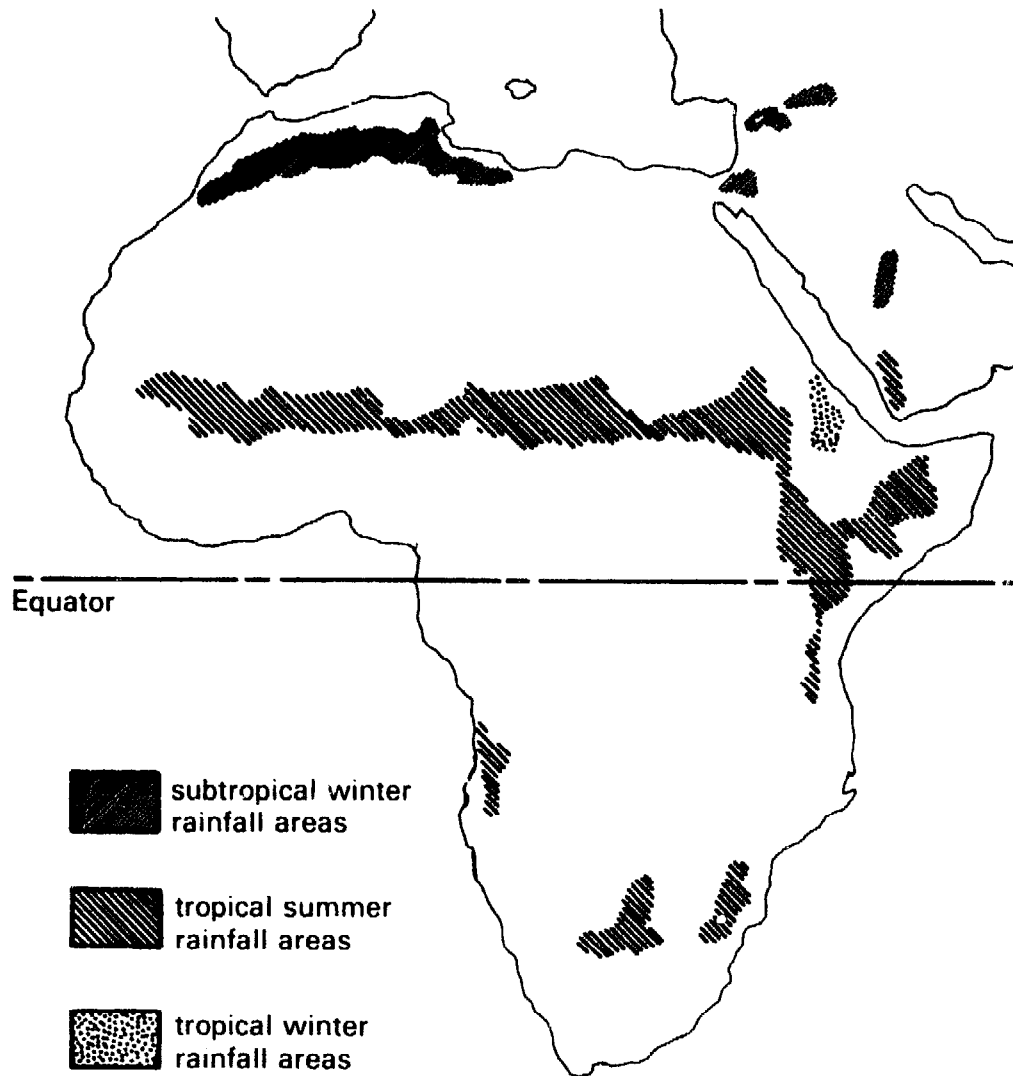 Equator
subtropical winter
rainfall areas
tropical summer
rainfall areas
tropical winter
rainfall areas